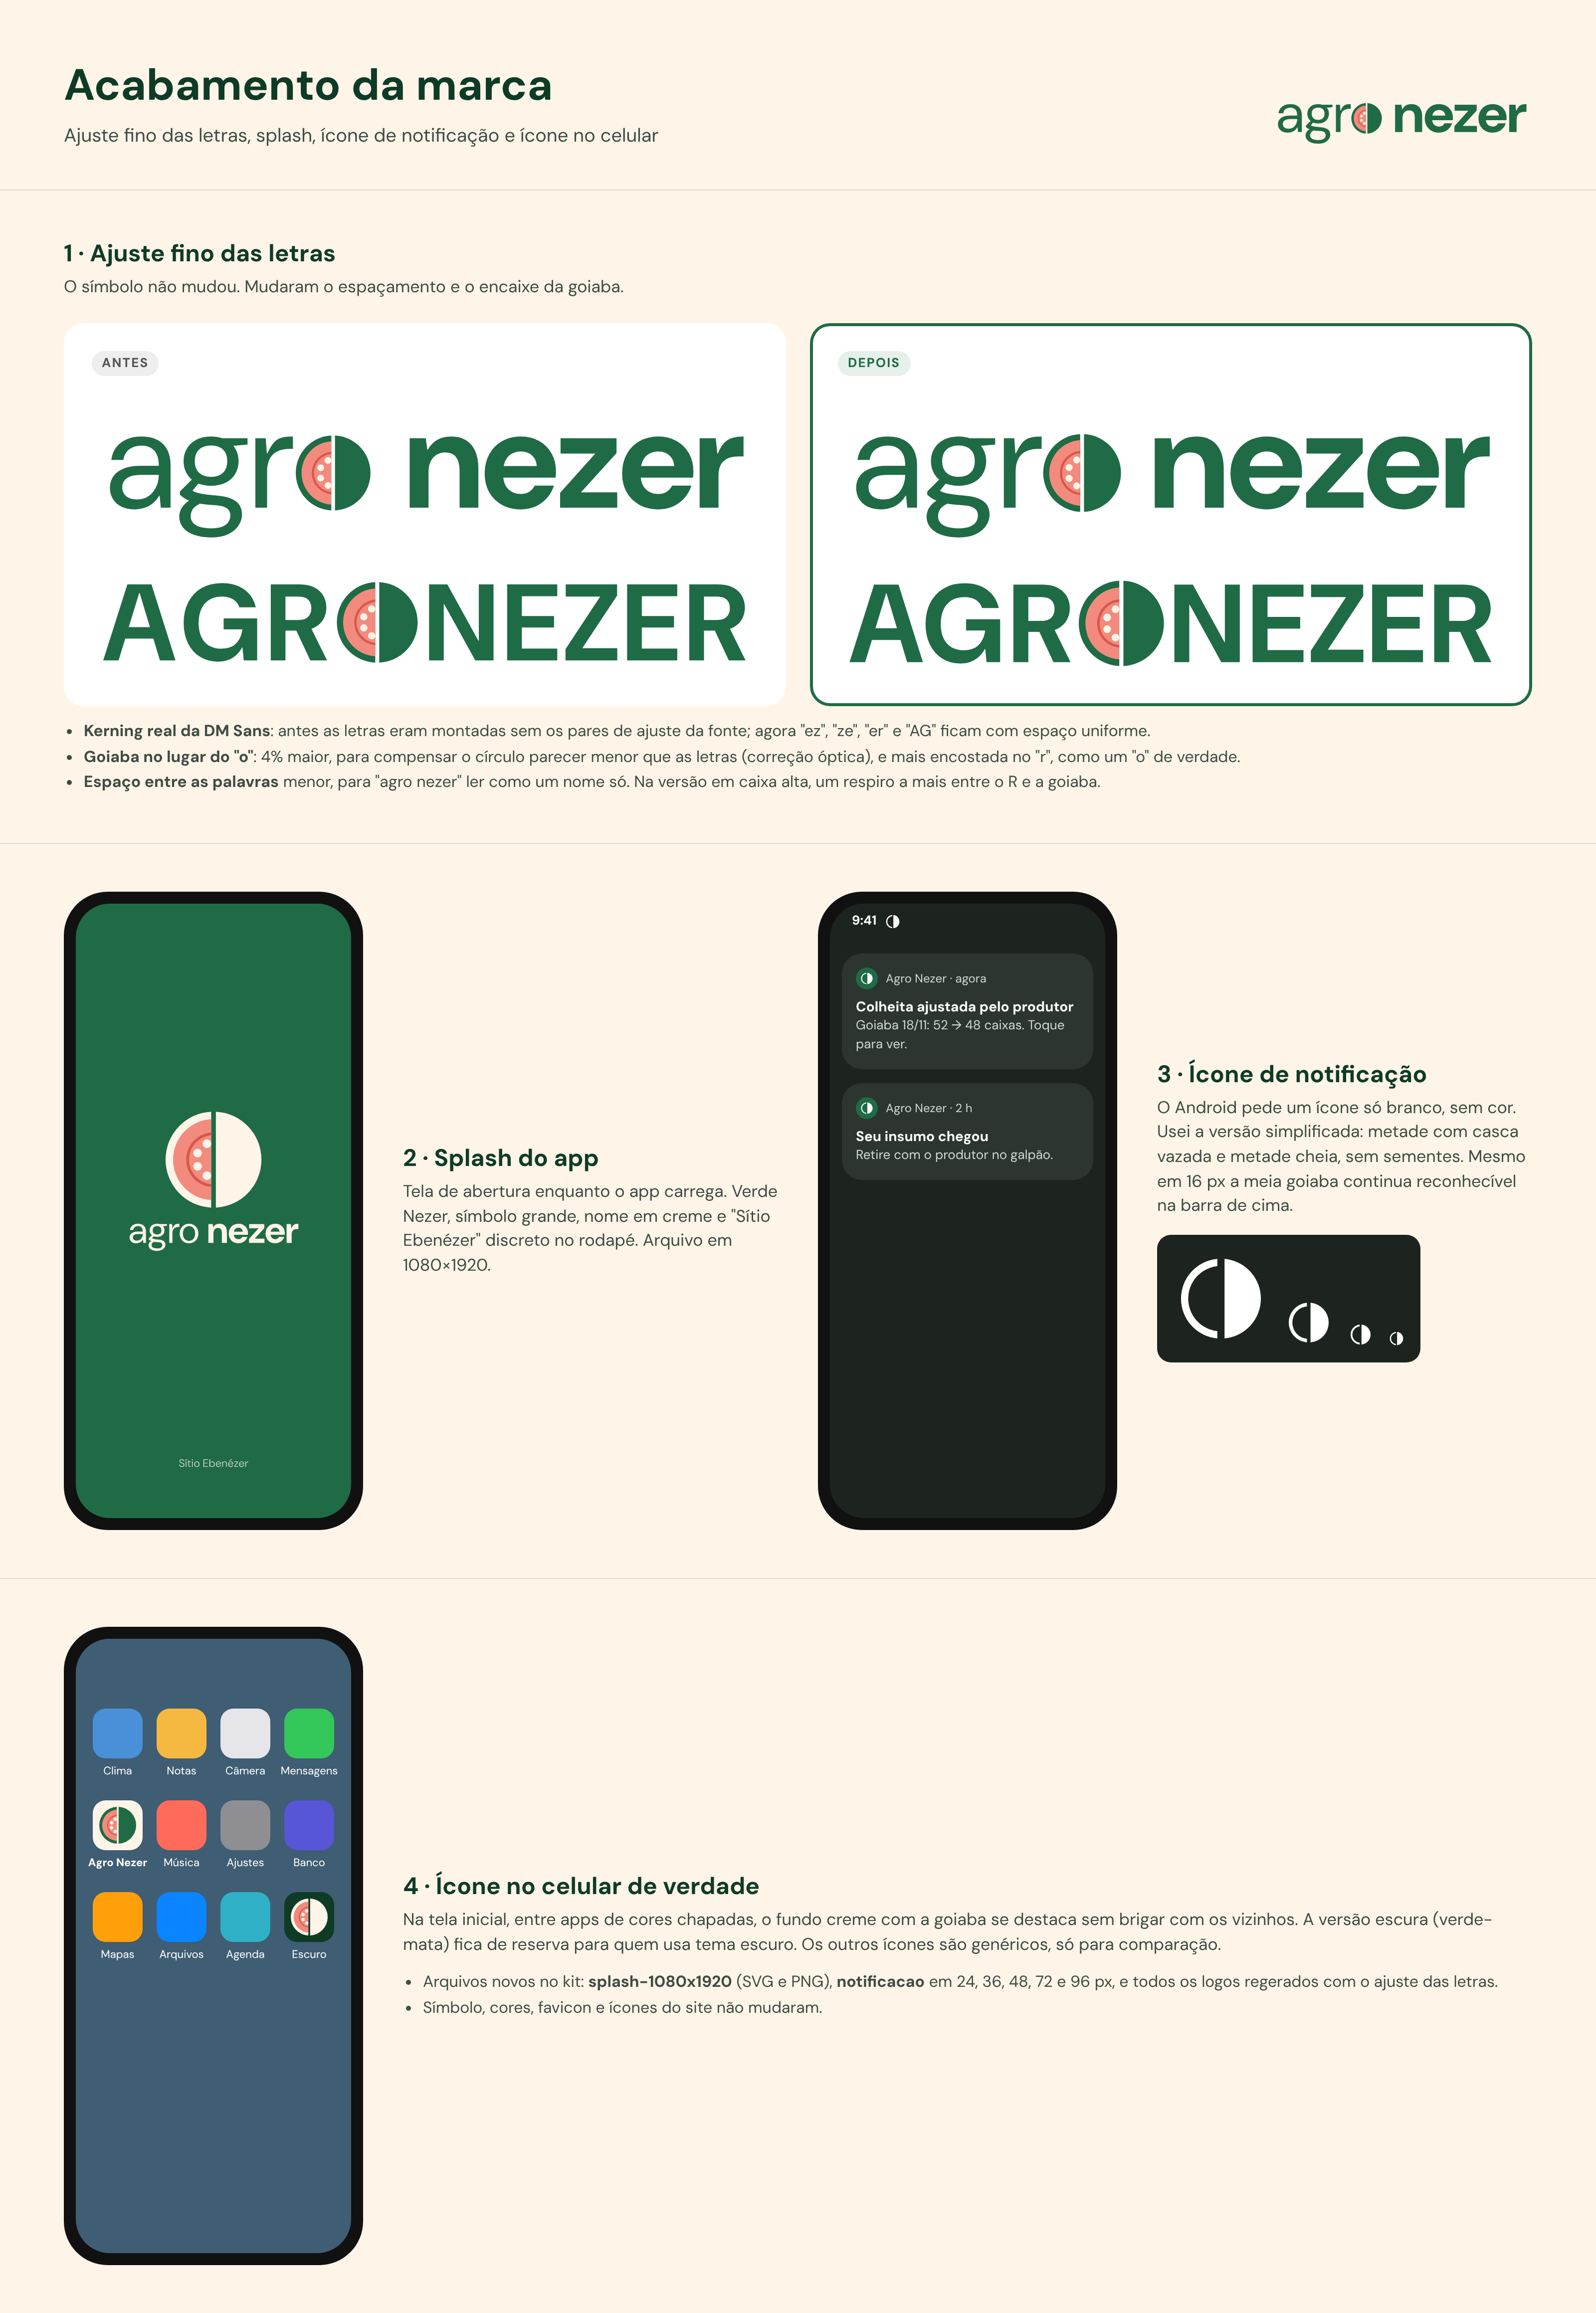 Acabamento da marca
Ajuste fino das letras, splash, ícone de notificação e ícone no celular
agro nezer
1 · Ajuste fino das letras
O símbolo não mudou. Mudaram o espaçamento e o encaixe da goiaba.
ANTES
agro nezer
AGRONEZER
DEPOIS
agro nezer
AGRONEZER
• Kerning real da DM Sans: antes as letras eram montadas sem os pares de ajuste da fonte; agora "ez", "ze", "er" e "AG" ficam com espaço uniforme.
• Goiaba no lugar do "o": 4% maior, para compensar o círculo parecer menor que as letras (correção óptica), e mais encostada no "r", como um "o" de verdade.
• Espaço entre as palavras menor, para "agro nezer" ler como um nome só. Na versão em caixa alta, um respiro a mais entre o R e a goiaba.
agro nezer
Sítio Ebenézer
2 · Splash do app
Tela de abertura enquanto o app carrega. Verde
Nezer, símbolo grande, nome em creme e "Sítio
Ebenézer" discreto no rodapé. Arquivo em
1080×1920.
9:41
Agro Nezer · agora
Colheita ajustada pelo produtor
Goiaba 18/11: 52 → 48 caixas. Toque
para ver.
Agro Nezer · 2 h
Seu insumo chegou
Retire com o produtor no galpão.
3 · Ícone de notificação
O Android pede um ícone só branco, sem cor.
Usei a versão simplificada: metade com casca
vazada e metade cheia, sem sementes. Mesmo
em 16 px a meia goiaba continua reconhecível
na barra de cima.
Clima Notas Câmera Mensagens
Agro Nezer Música Ajustes Banco
Mapas Arquivos Agenda Escuro
4 · Ícone no celular de verdade
Na tela inicial, entre apps de cores chapadas, o fundo creme com a goiaba se destaca sem brigar com os vizinhos. A versão escura (verde-
mata) fica de reserva para quem usa tema escuro. Os outros ícones são genéricos, só para comparação.
• Arquivos novos no kit: splash-1080x1920 (SVG e PNG), notificacao em 24, 36, 48, 72 e 96 px, e todos os logos regerados com o ajuste das letras.
• Símbolo, cores, favicon e ícones do site não mudaram.